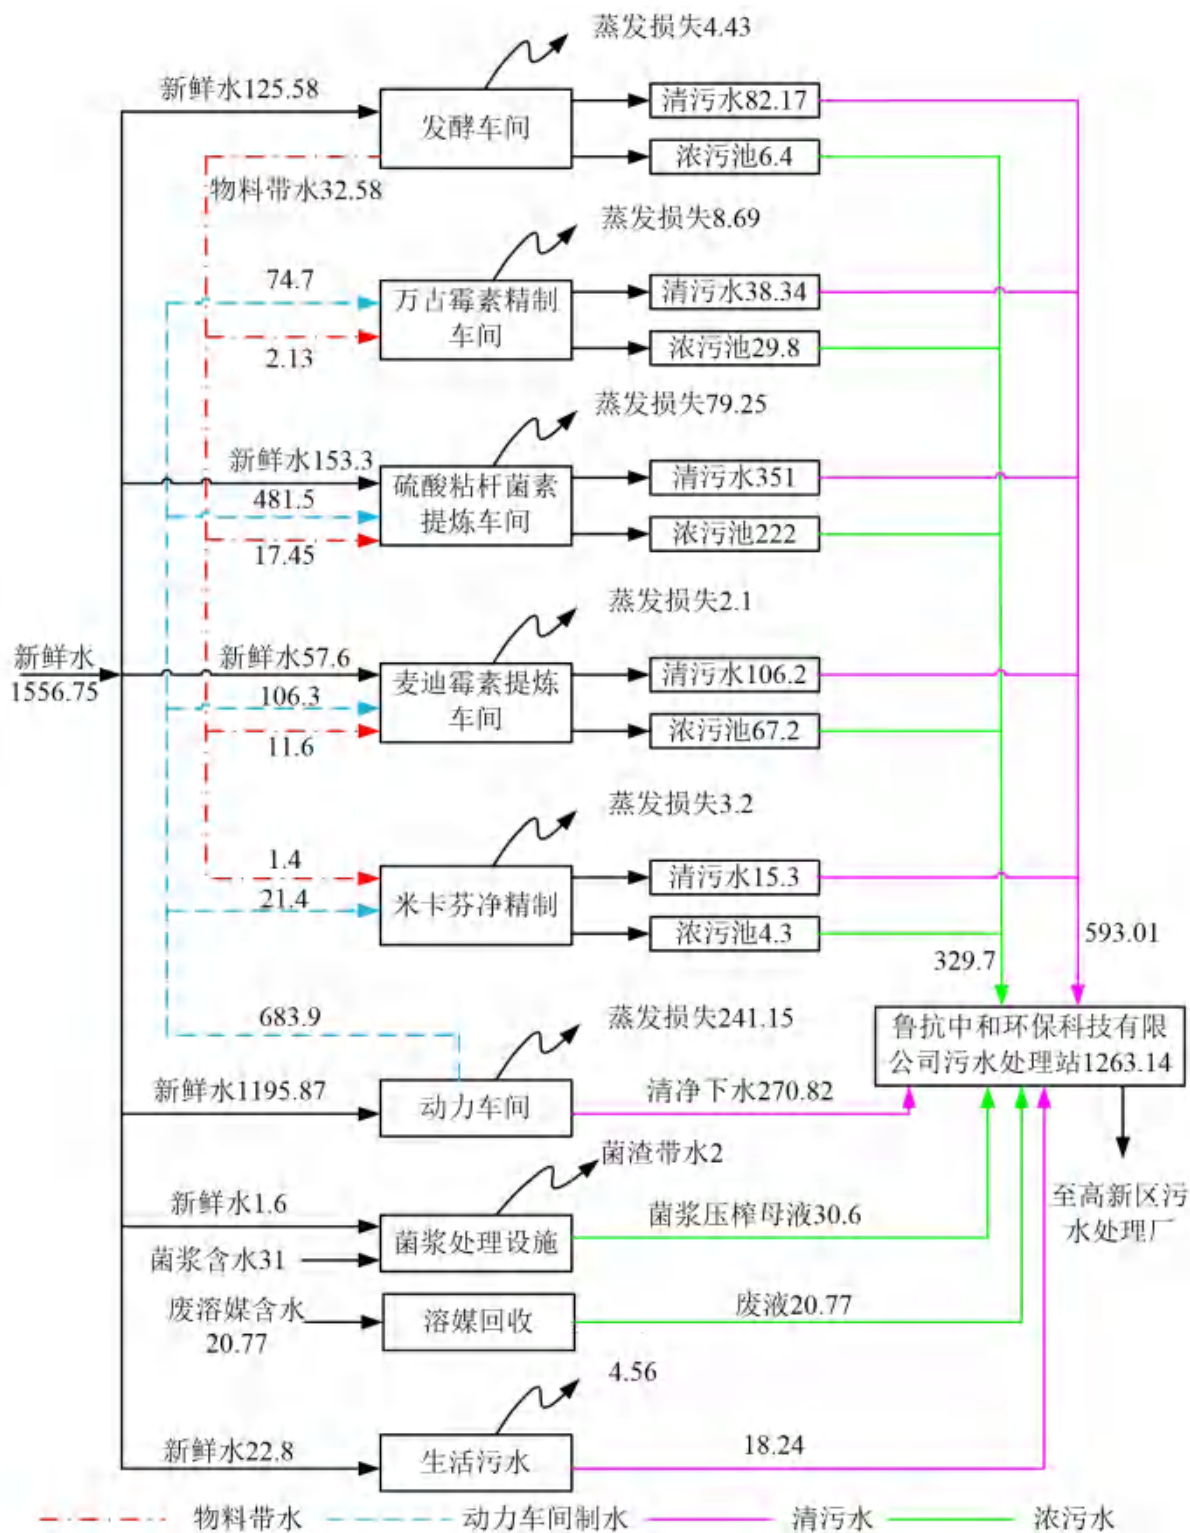 蒸发损失4.43
新鲜水125.58
发酵车间
清污水82.17
浓污池6.4
物料带水32.58
蒸发损失8.69
74.7
万古霉素精制
车间
清污水38.34
2.13
浓污池29.8
蒸发损失79.25
新鲜水153.3
硫酸粘杆菌素
提炼车间
清污水351
481.5
浓污池222
17.45
蒸发损失2.1
新鲜水
1556.75
新鲜水57.6
麦迪霉素提炼
车间
清污水106.2
106.3
浓污池67.2
11.6
蒸发损失3.2
1.4
米卡芬净精制
清污水15.3
21.4
浓污池4.3
593.01
329.7
683.9
蒸发损失241.15
鲁抗中和环保科技有限
公司污水处理站1263.14
新鲜水1195.87
动力车间
清净下水270.82
菌渣带水2
新鲜水1.6
菌浆处理设施
菌浆压榨母液30.6
至高新区污
水处理厂
菌浆含水31
废溶媒含水
20.77
溶媒回收
废液20.77
4.56
新鲜水22.8
生活污水
18.24
物料带水
动力车间制水
清污水
浓污水